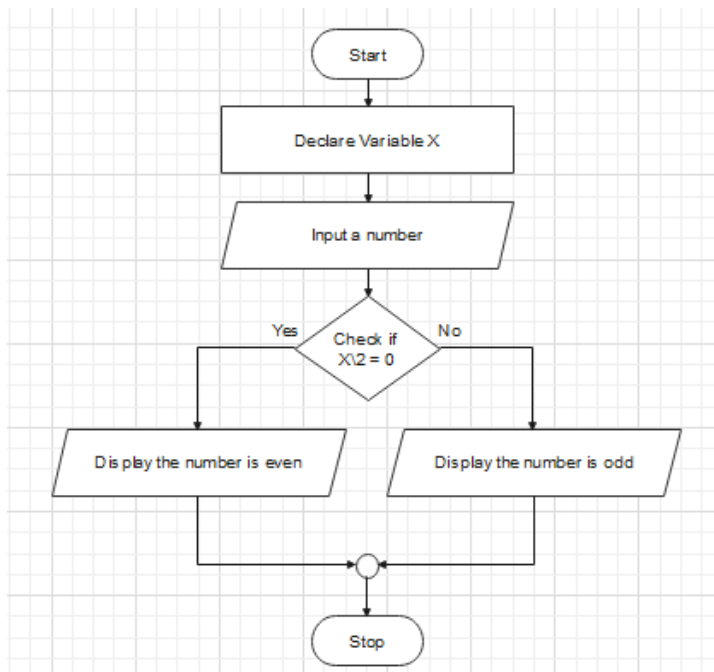 Start
Declare Variable X
Input a number
Yes
No
Check if
X\2 = 0
Display the number is even
Display the number is odd
Stop